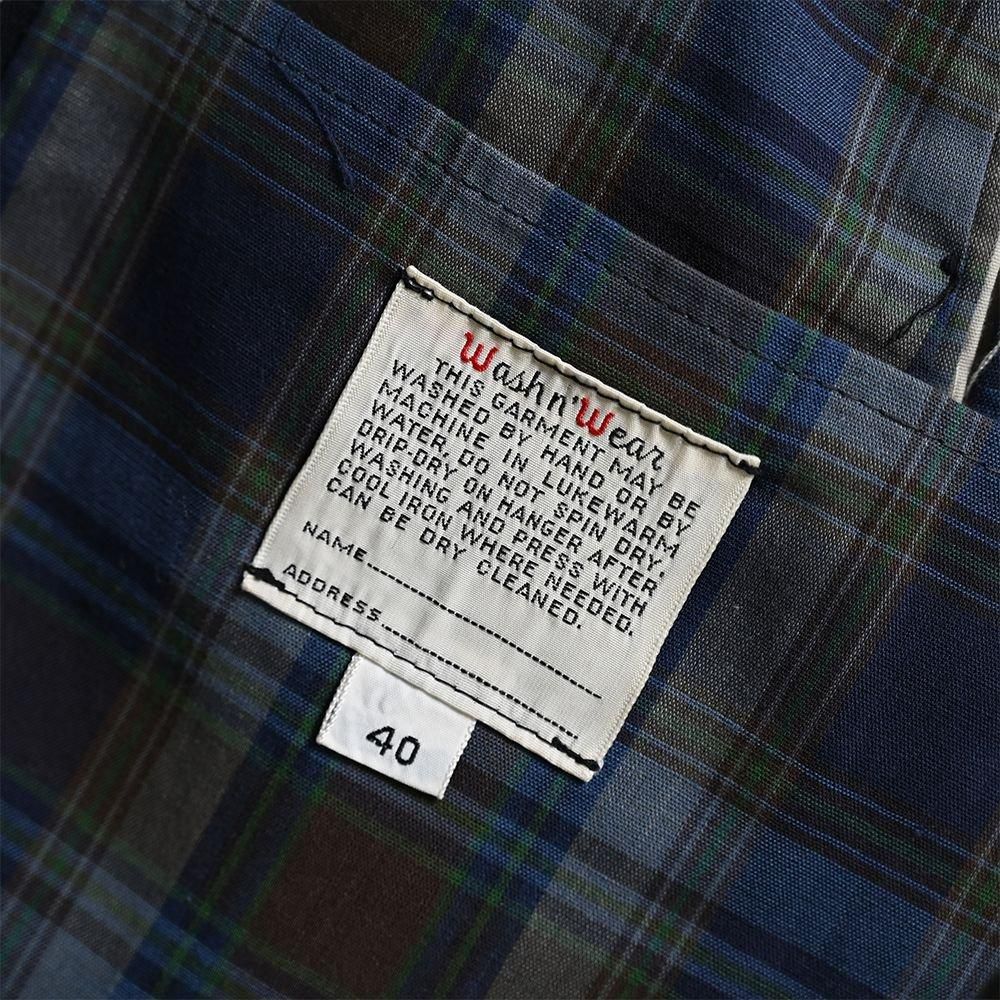 Wash n' Wear
THIS GARMENT MAY BE
WASHED BY HAND OR BY
MACHINE IN LUKEWARM
WATER, DO NOT SPIN DRY.
DRIP-DRY ON HANGER AFTER
WASHING AND PRESS WITH
COOL IRON WHERE NEEDED.
CAN BE DRY CLEANED.
NAME
ADDRESS
40